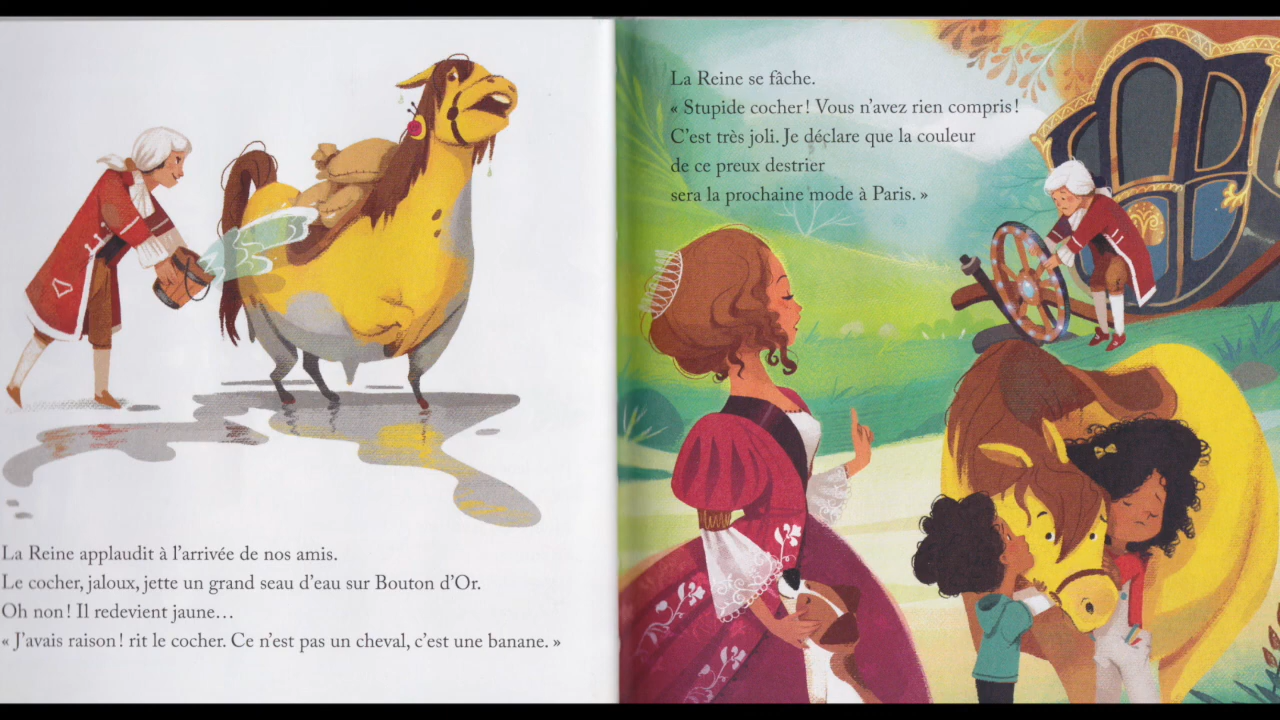 La Reine applaudit à l'arrivée de nos amis.
Le cocher, jaloux, jette un grand seau d'eau sur Bouton d'Or.
Oh non ! Il redevient jaune…
« J'avais raison ! rit le cocher. Ce n'est pas un cheval, c'est une banane. »
La Reine se fâche.
« Stupide cocher ! Vous n'avez rien compris !
C'est très joli. Je déclare que la couleur
de ce preux destrier
sera la prochaine mode à Paris. »